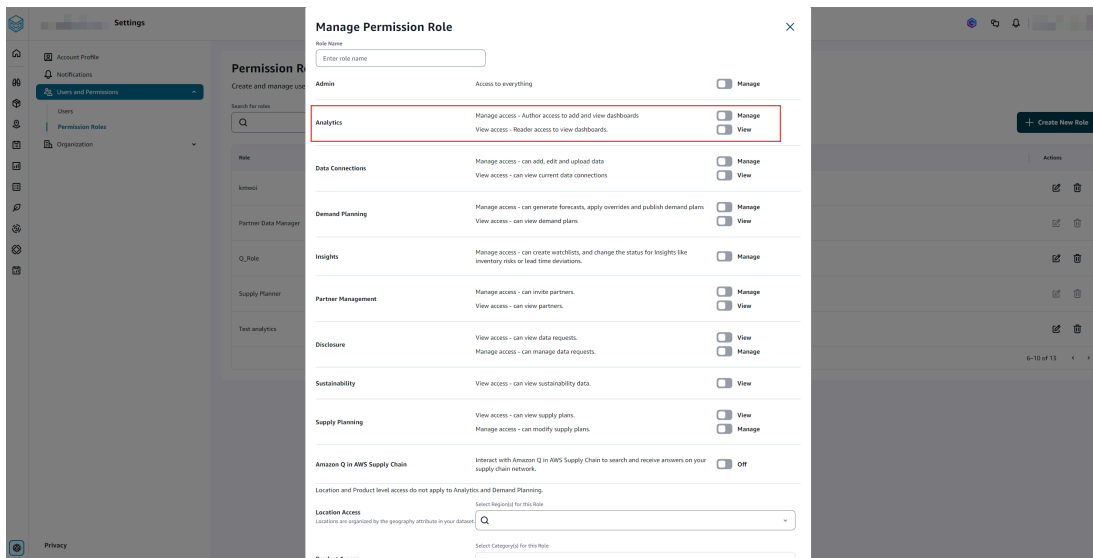 Settings
Account Profile
Notifications
Users and Permissions
Users
Permission Roles
Organization
Privacy
Permission R
Create and manage use
Search for roles
Role
krmeoi
Partner Data Manager
Q_Role
Supply Planner
Test analytics
Create New Role
Actions
6-10 of 13
Manage Permission Role
Role Name
Enter role name
Admin
Access to everything
Manage
Analytics
Manage access - Author access to add and view dashboards
Manage
View access - Reader access to view dashboards.
View
Data Connections
Manage access - can add, edit and upload data
Manage
View access - can view current data connections
View
Demand Planning
Manage access - can generate forecasts, apply overrides and publish demand plans
Manage
View access - can view demand plans
View
Insights
Manage access - can create watchlists, and change the status for Insights like
inventory risks or lead time deviations.
Manage
Partner Management
Manage access - can invite partners.
Manage
View access - can view partners.
View
Disclosure
View access - can view data requests.
View
Manage access - can manage data requests.
Manage
Sustainability
View access - can view sustainability data.
View
Supply Planning
View access - can view supply plans.
View
Manage access - can modify supply plans.
Manage
Amazon Q in AWS Supply Chain
Interact with Amazon Q in AWS Supply Chain to search and receive answers on your
supply chain network.
Off
Location and Product level access do not apply to Analytics and Demand Planning.
Location Access
Locations are organized by the geography attribute in your dataset.
Select Region(s) for this Role
Select Category(s) for this Role